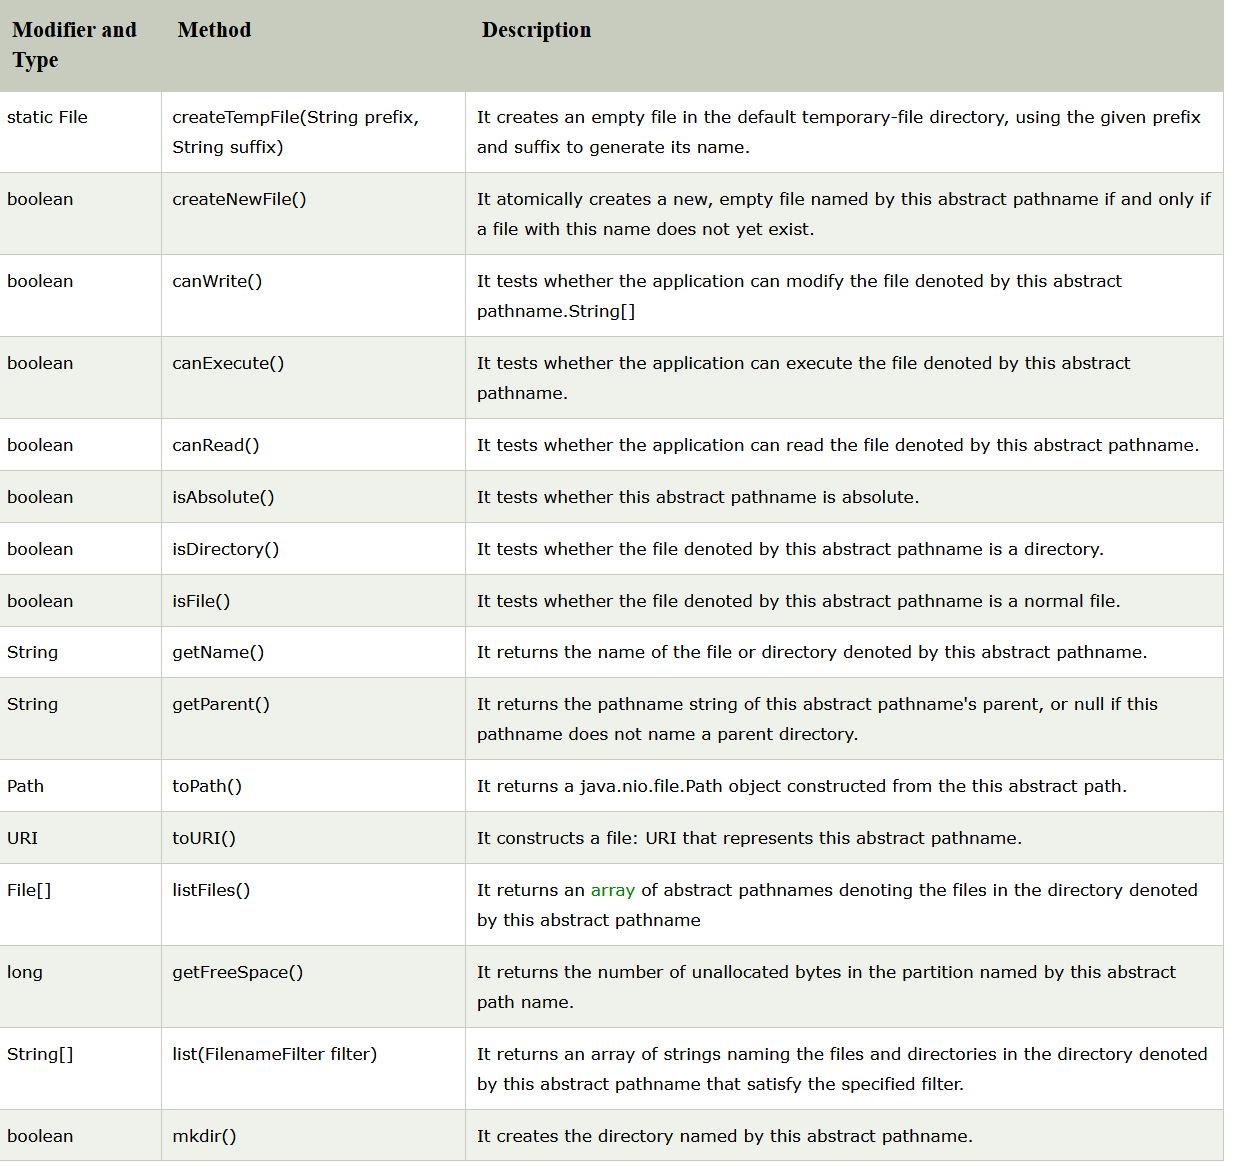 Modifier and Type Method Description
static File createTempFile(String prefix, It creates an empty file in the default temporary-file directory, using the given prefix
String suffix) and suffix to generate its name.
boolean createNewFile() It atomically creates a new, empty file named by this abstract pathname if and only if
a file with this name does not yet exist.
boolean canWrite() It tests whether the application can modify the file denoted by this abstract
pathname.String[]
boolean canExecute() It tests whether the application can execute the file denoted by this abstract
pathname.
boolean canRead() It tests whether the application can read the file denoted by this abstract pathname.
boolean isAbsolute() It tests whether this abstract pathname is absolute.
boolean isDirectory() It tests whether the file denoted by this abstract pathname is a directory.
boolean isFile() It tests whether the file denoted by this abstract pathname is a normal file.
String getName() It returns the name of the file or directory denoted by this abstract pathname.
String getParent() It returns the pathname string of this abstract pathname's parent, or null if this
pathname does not name a parent directory.
Path toPath() It returns a java.nio.file.Path object constructed from the this abstract path.
URI toURI() It constructs a file: URI that represents this abstract pathname.
File[] listFiles() It returns an array of abstract pathnames denoting the files in the directory denoted
by this abstract pathname
long getFreeSpace() It returns the number of unallocated bytes in the partition named by this abstract
path name.
String[] list(FilenameFilter filter) It returns an array of strings naming the files and directories in the directory denoted
by this abstract pathname that satisfy the specified filter.
boolean mkdir() It creates the directory named by this abstract pathname.